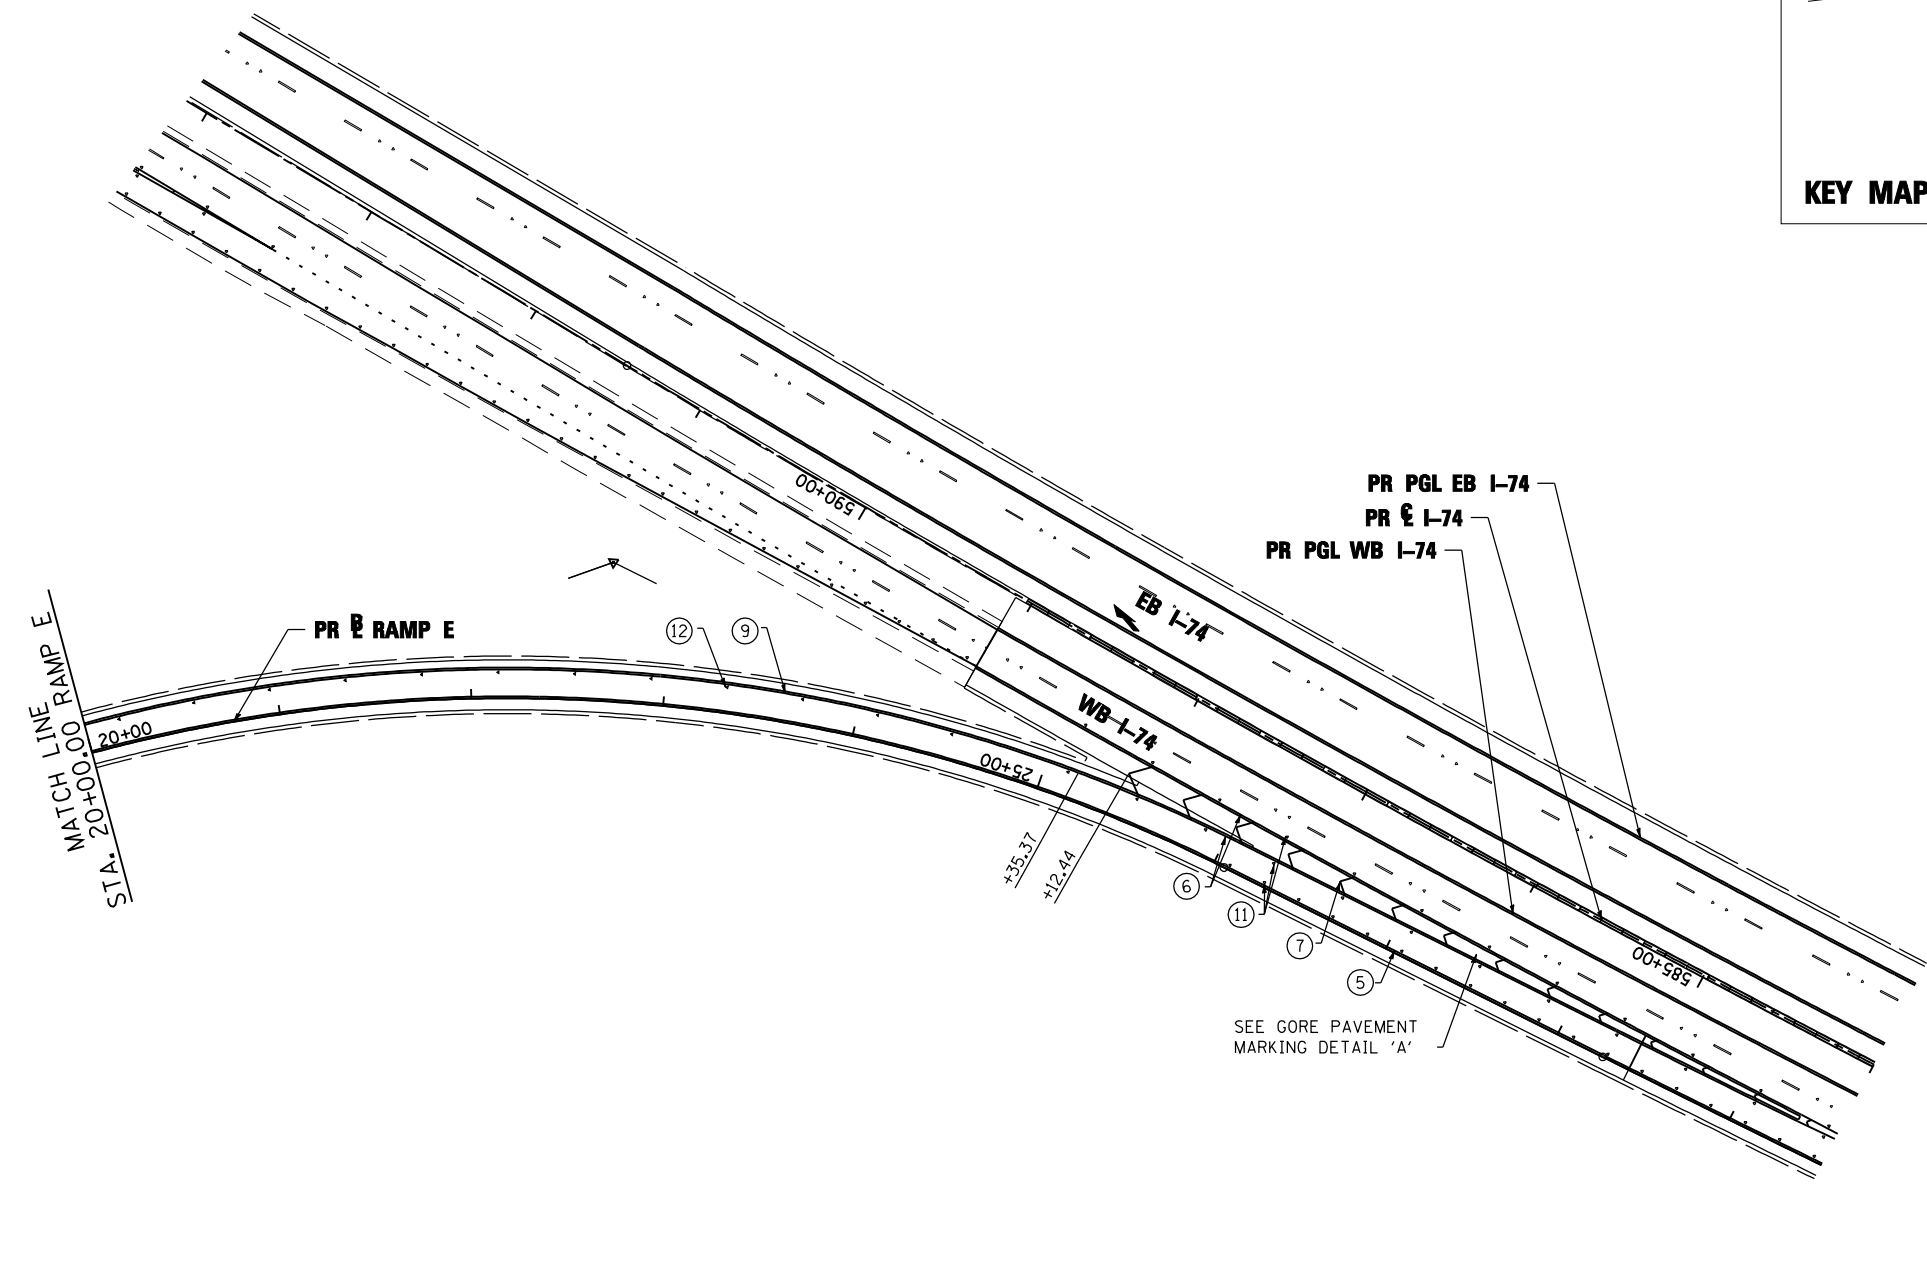 KEY MAP
1590+00
PR PGL EB I-74
PR ℄ I-74
PR PGL WB I-74
EB I-74
WB I-74
PR B͟L RAMP E
12
9
MATCH LINE RAMP E
STA. 20+00.00
20+00
25+00
+35.37
+12.44
6
11
7
5
1585+00
SEE GORE PAVEMENT
MARKING DETAIL 'A'